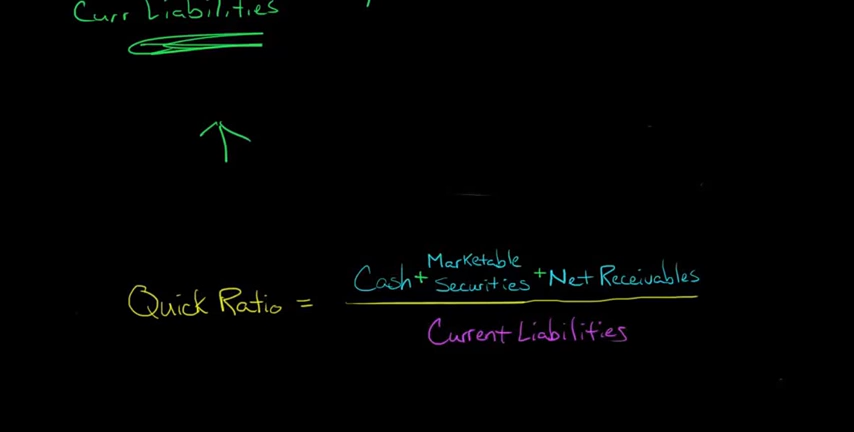 Curr Liabilities
Quick Ratio = Cash + Marketable Securities + Net Receivables
Current Liabilities